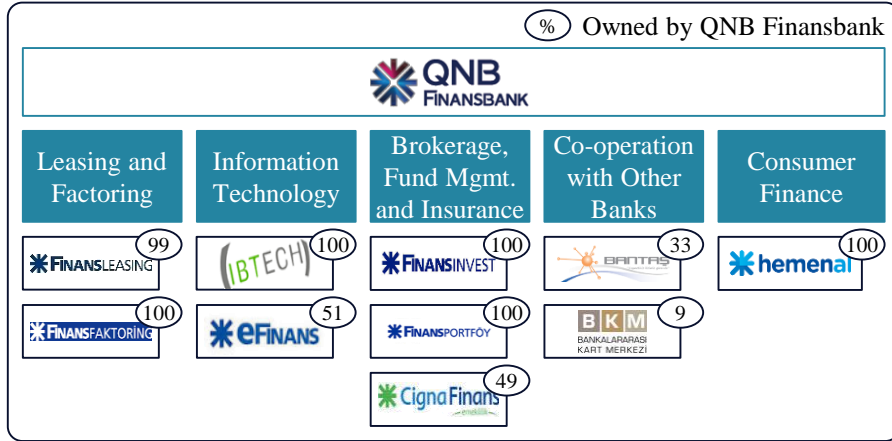 % Owned by QNB Finansbank
QNB
FINANSBANK
Leasing and
Factoring
Information
Technology
Brokerage,
Fund Mgmt.
and Insurance
Co-operation
with Other
Banks
Consumer
Finance
FINANSLEASING 99
IBTECH 100
FINANSINVEST 100
BANTAŞ 33
hemenal 100
FINANSFAKTORİNG 100
eFINANS 51
FINANSPORTFÖY 100
BKM 9
BANKALARARASI
KART MERKEZİ
CignaFinans 49
emeklilik